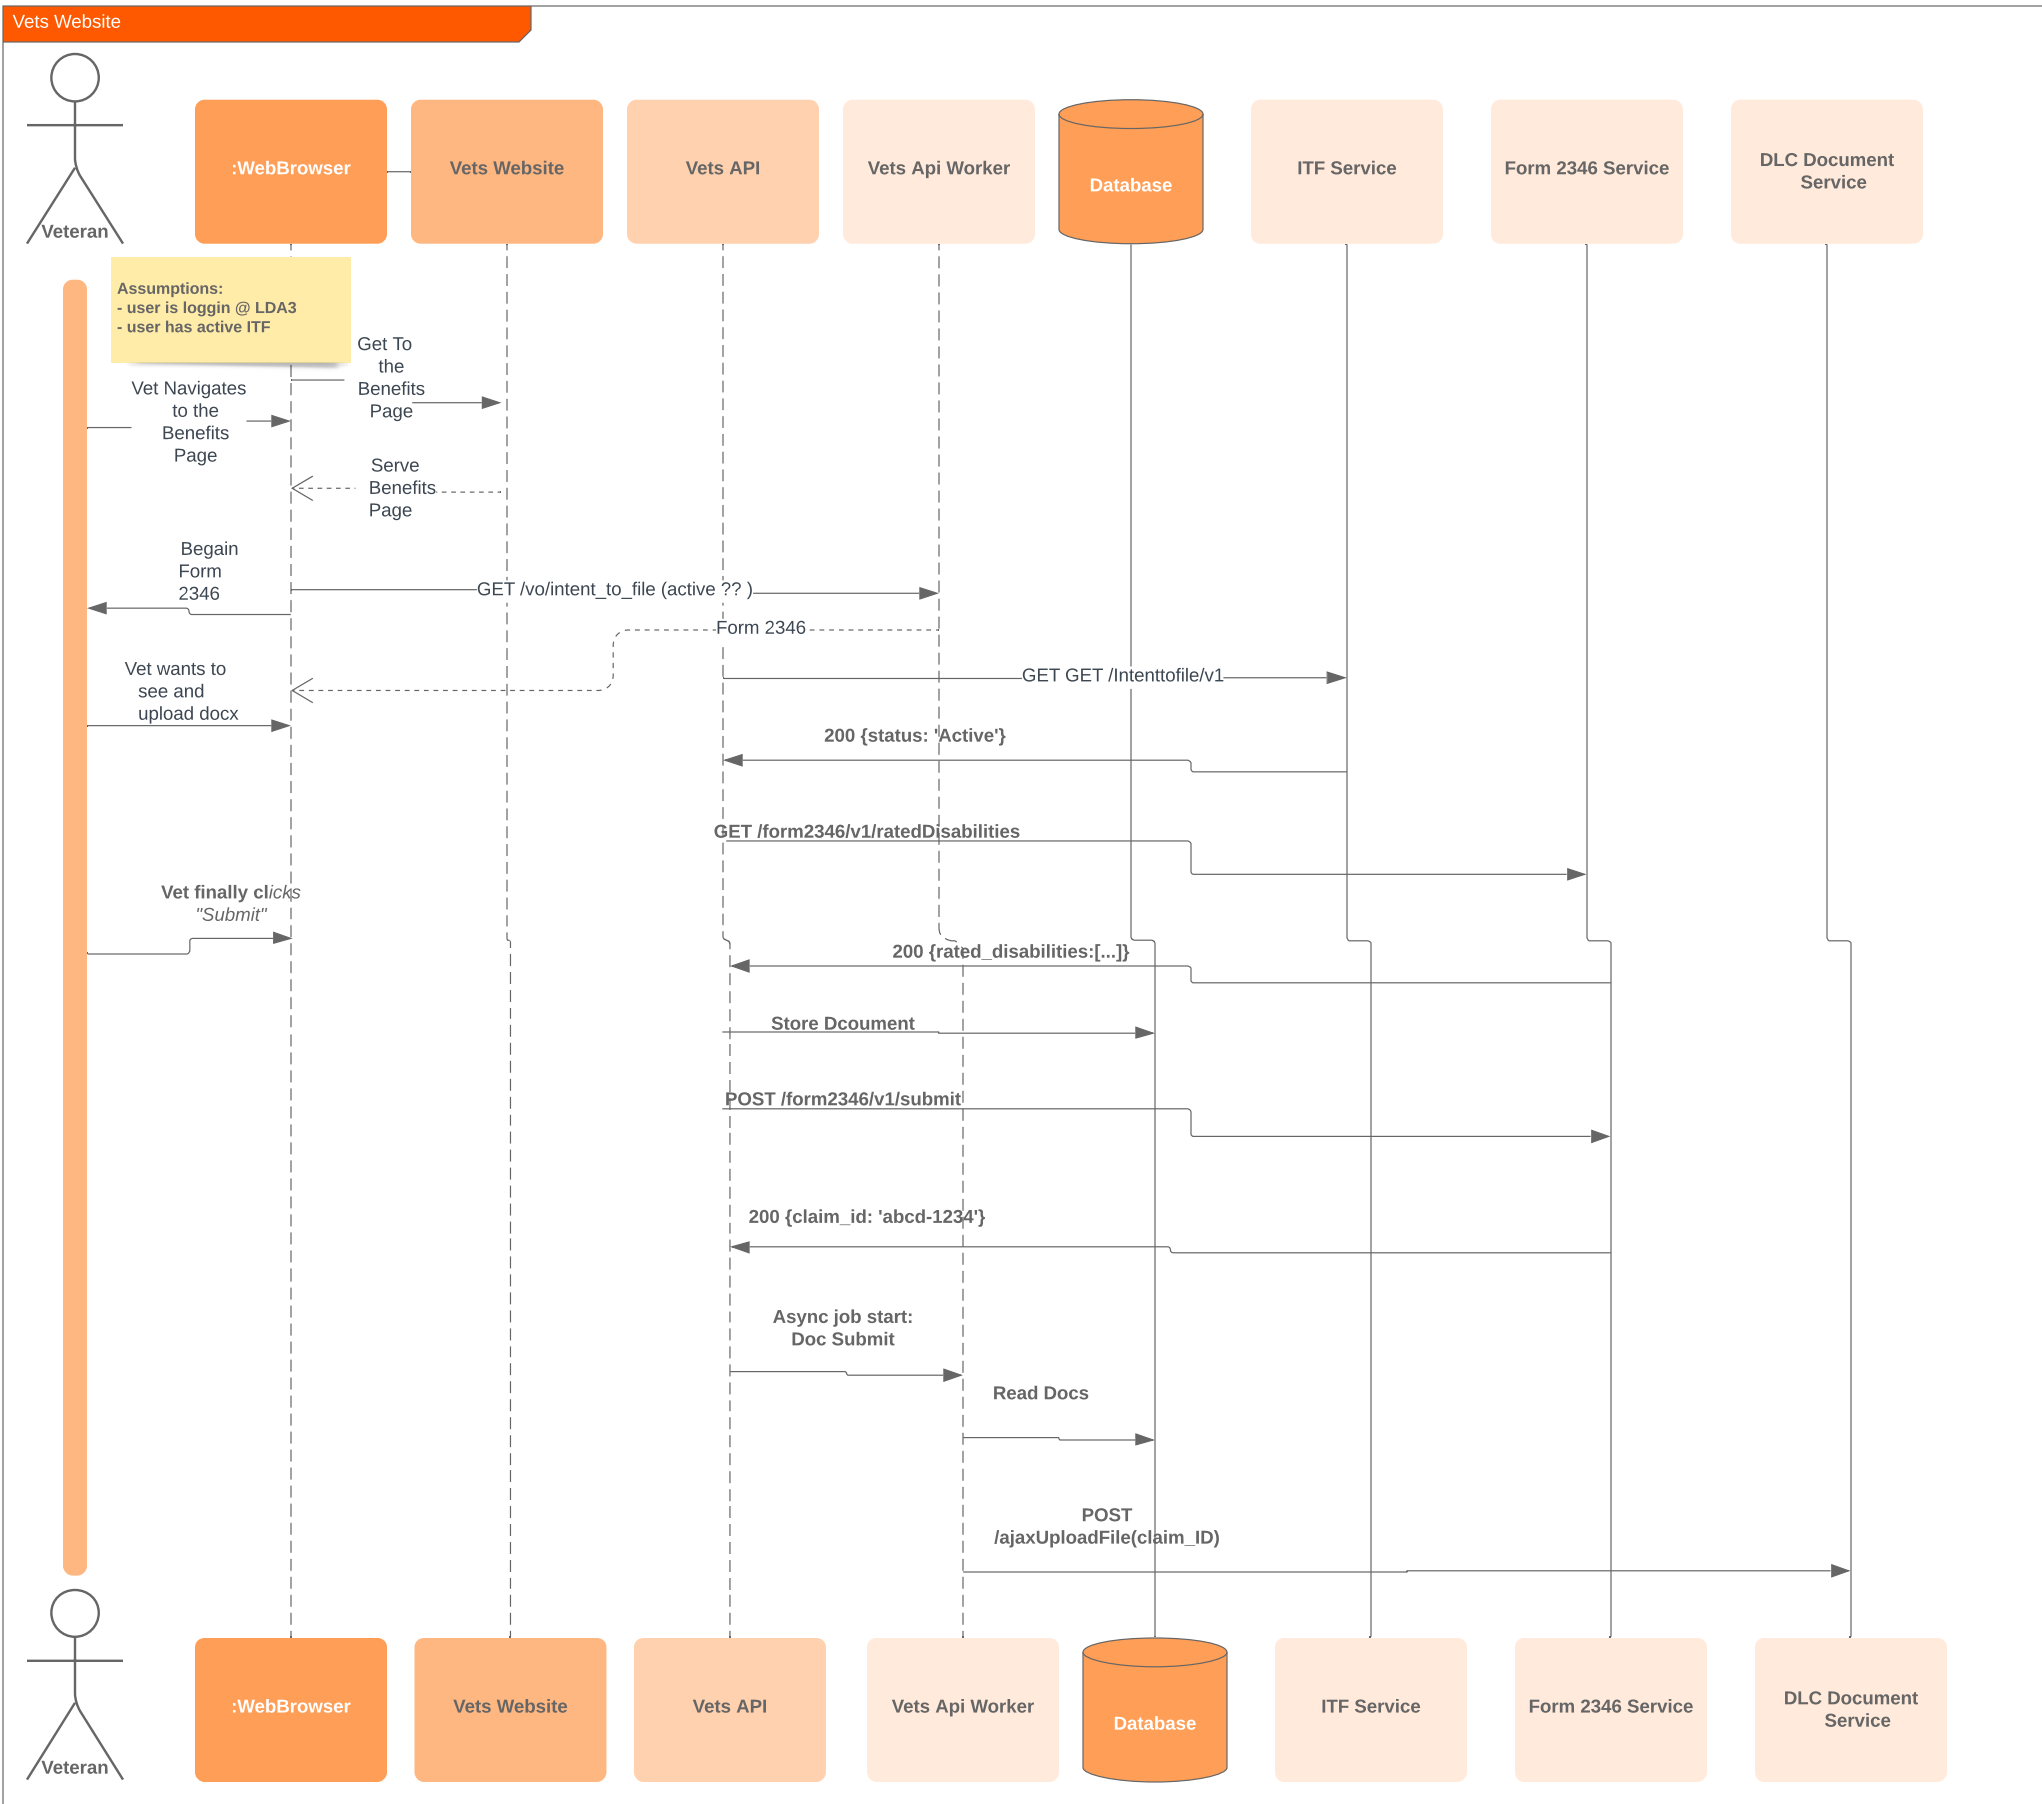 Vets Website
Veteran
:WebBrowser
Vets Website
Vets API
Vets Api Worker
Database
ITF Service
Form 2346 Service
DLC Document
Service
Assumptions:
- user is loggin @ LDA3
- user has active ITF
Get To
the
Benefits
Page
Vet Navigates
to the
Benefits
Page
Serve
Benefits
Page
Begain
Form
2346
GET /vo/intent_to_file (active ?? )
Form 2346
Vet wants to
see and
upload docx
GET GET /Intenttofile/v1
200 {status: 'Active'}
GET /form2346/v1/ratedDisabilities
Vet finally clicks
"Submit"
200 {rated_disabilities:[...]}
Store Dcoument
POST /form2346/v1/submit
200 {claim_id: 'abcd-1234'}
Async job start:
Doc Submit
Read Docs
POST
/ajaxUploadFile(claim_ID)
Veteran
:WebBrowser
Vets Website
Vets API
Vets Api Worker
Database
ITF Service
Form 2346 Service
DLC Document
Service